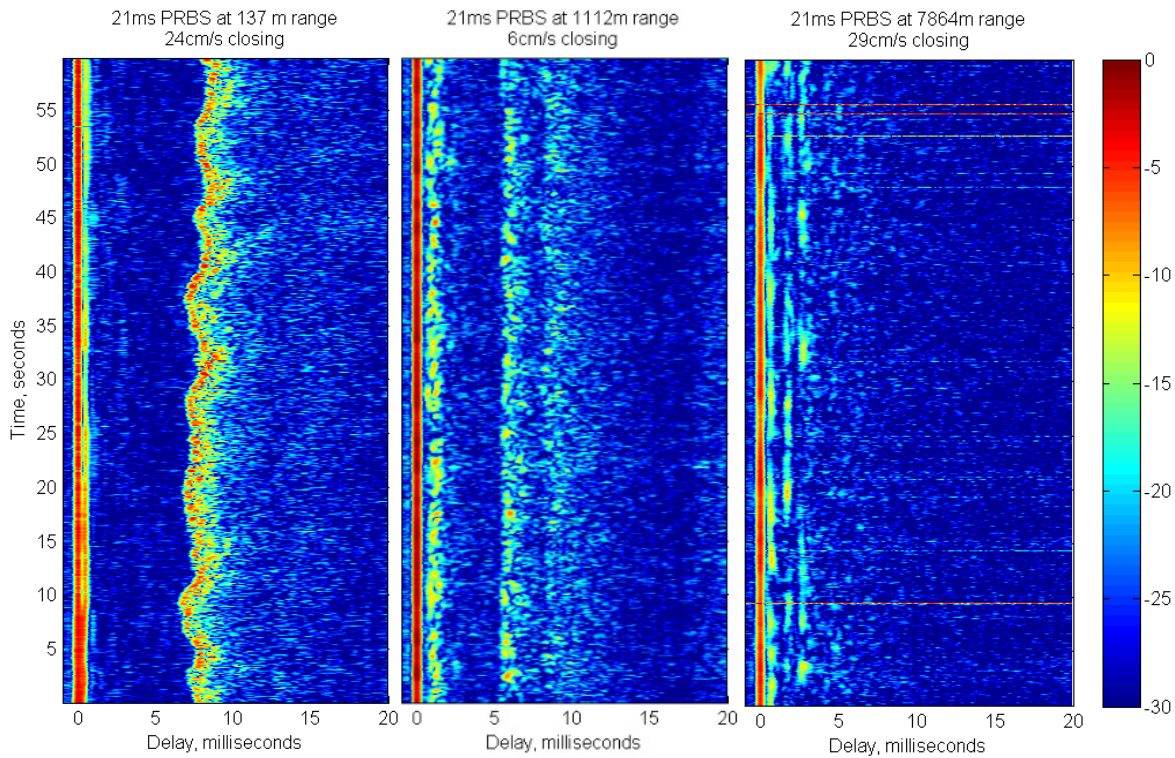 21ms PRBS at 137 m range
24cm/s closing
21ms PRBS at 1112m range
6cm/s closing
21ms PRBS at 7864m range
29cm/s closing
Time, seconds
55
50
45
40
35
30
25
20
15
10
5
0 5 10 15 20
Delay, milliseconds
0 5 10 15 20
Delay, milliseconds
0 5 10 15 20
Delay, milliseconds
0
-5
-10
-15
-20
-25
-30